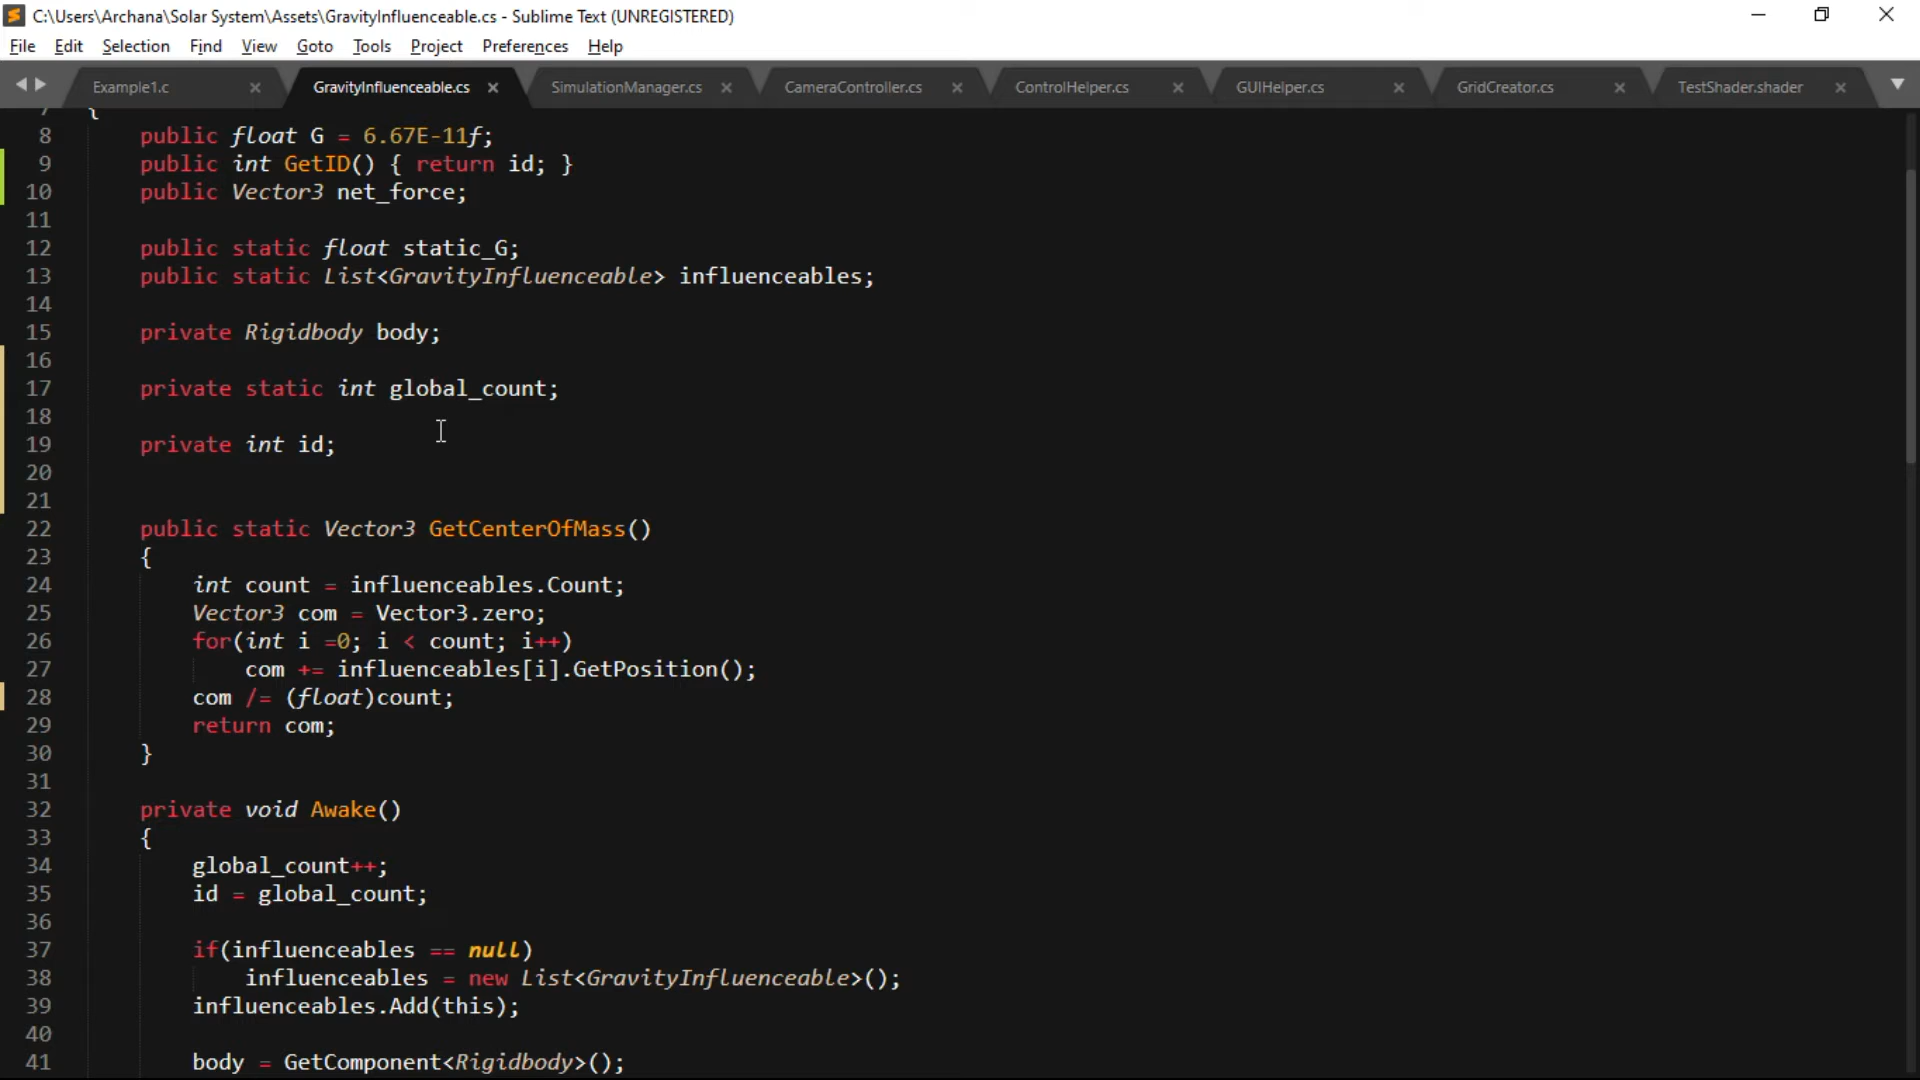 C:\Users\Archana\Solar System\Assets\GravityInfluenceable.cs - Sublime Text (UNREGISTERED)
File Edit Selection Find View Goto Tools Project Preferences Help
Example1.c GravityInfluenceable.cs SimulationManager.cs CameraController.cs ControlHelper.cs GUIHelper.cs GridCreator.cs TestShader.shader
7 {
8 public float G = 6.67E-11f;
9 public int GetID() { return id; }
10 public Vector3 net_force;
11
12 public static float static_G;
13 public static List<GravityInfluenceable> influenceables;
14
15 private Rigidbody body;
16
17 private static int global_count;
18
19 private int id;
20
21
22 public static Vector3 GetCenterOfMass()
23 {
24 int count = influenceables.Count;
25 Vector3 com = Vector3.zero;
26 for(int i =0; i < count; i++)
27 com += influenceables[i].GetPosition();
28 com /= (float)count;
29 return com;
30 }
31
32 private void Awake()
33 {
34 global_count++;
35 id = global_count;
36
37 if(influenceables == null)
38 influenceables = new List<GravityInfluenceable>();
39 influenceables.Add(this);
40
41 body = GetComponent<Rigidbody>();